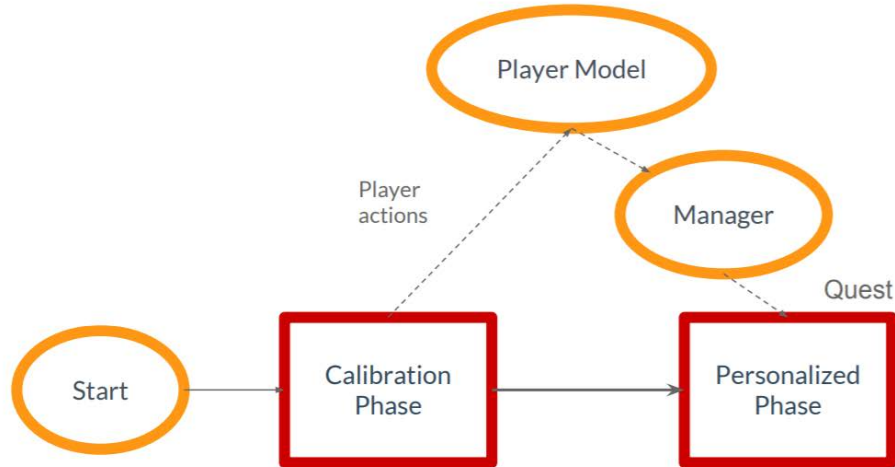 Player Model
Player
actions
Manager
Quest
Start
Calibration
Phase
Personalized
Phase